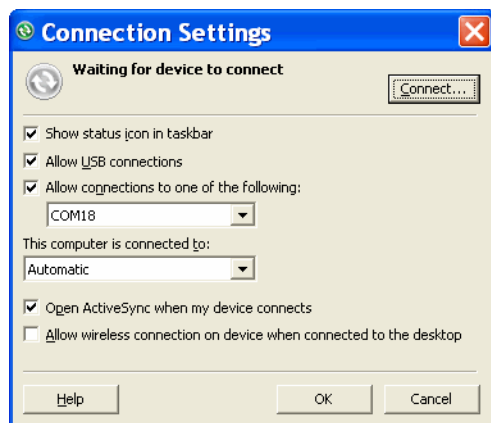 Connection Settings
Waiting for device to connect
Connect...
Show status icon in taskbar
Allow USB connections
Allow connections to one of the following:
COM18
This computer is connected to:
Automatic
Open ActiveSync when my device connects
Allow wireless connection on device when connected to the desktop
Help OK Cancel